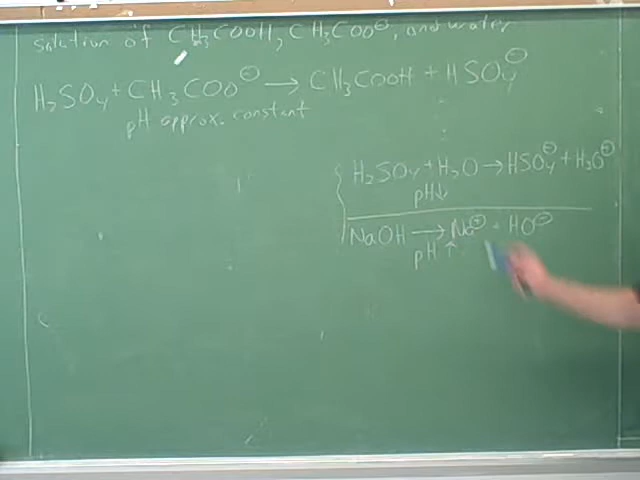 solution of CH₃COOH, CH₃COO⊖, and water
H₂SO₄ + CH₃COO⊖ → CH₃COOH + HSO₄⊖
pH approx. constant
H₂SO₄ + H₂O → HSO₄⊖ + H₃O⊕
pH↓
NaOH → Na⊕ + HO⊖
pH ↑